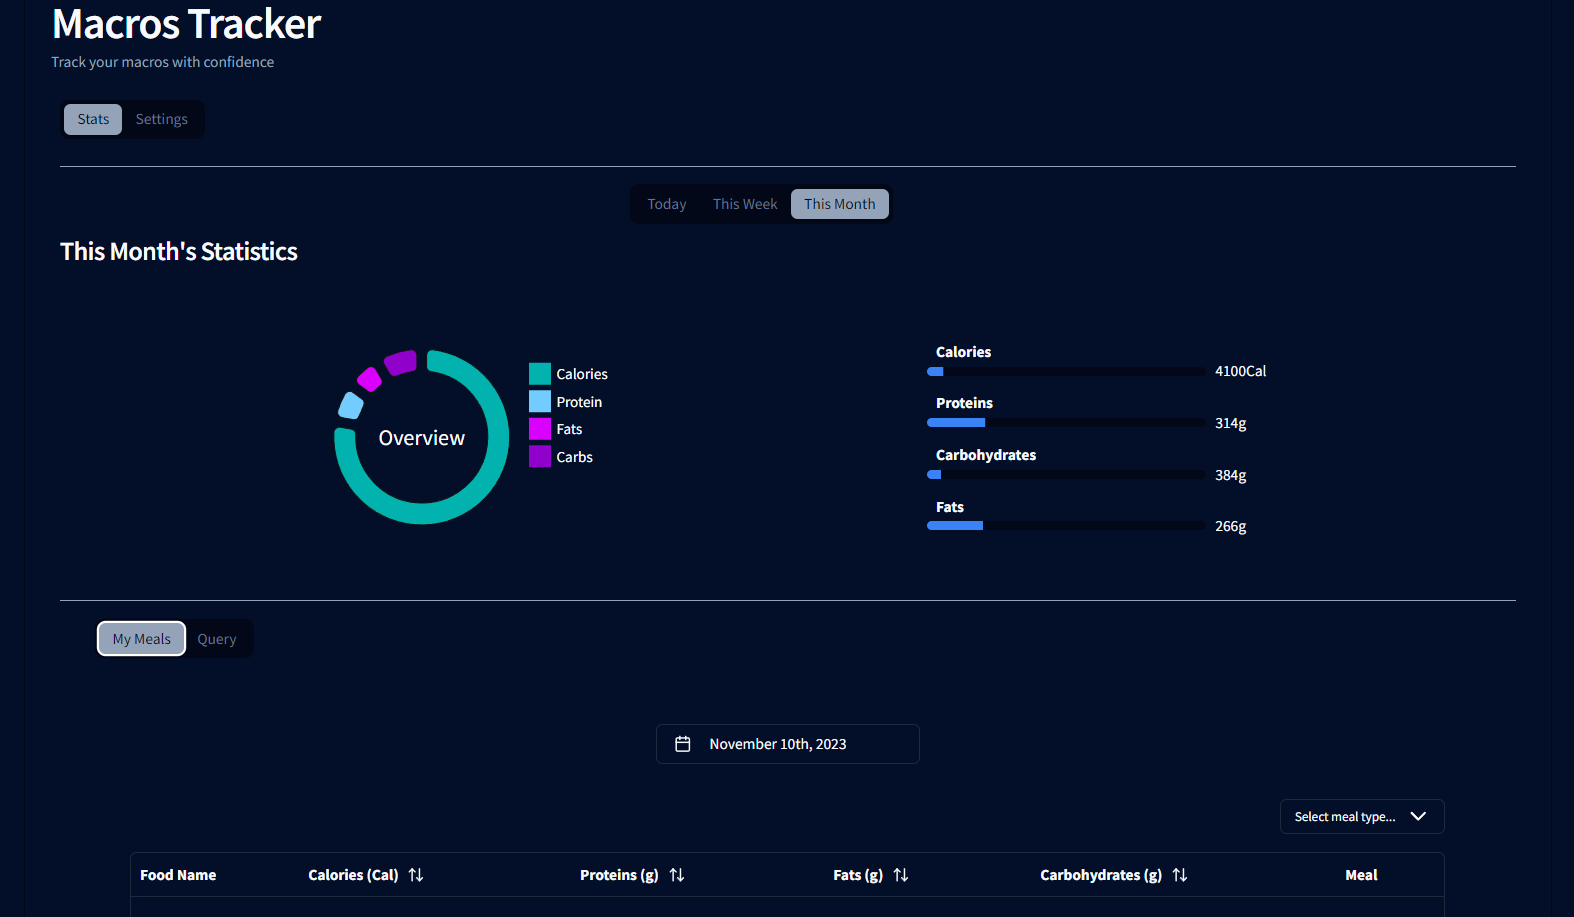 Macros Tracker
Track your macros with confidence
Stats Settings
Today This Week This Month
This Month's Statistics
Overview
Calories
Protein
Fats
Carbs
Calories
4100Cal
Proteins
314g
Carbohydrates
384g
Fats
266g
My Meals Query
November 10th, 2023
Select meal type...
Food Name Calories (Cal) Proteins (g) Fats (g) Carbohydrates (g) Meal